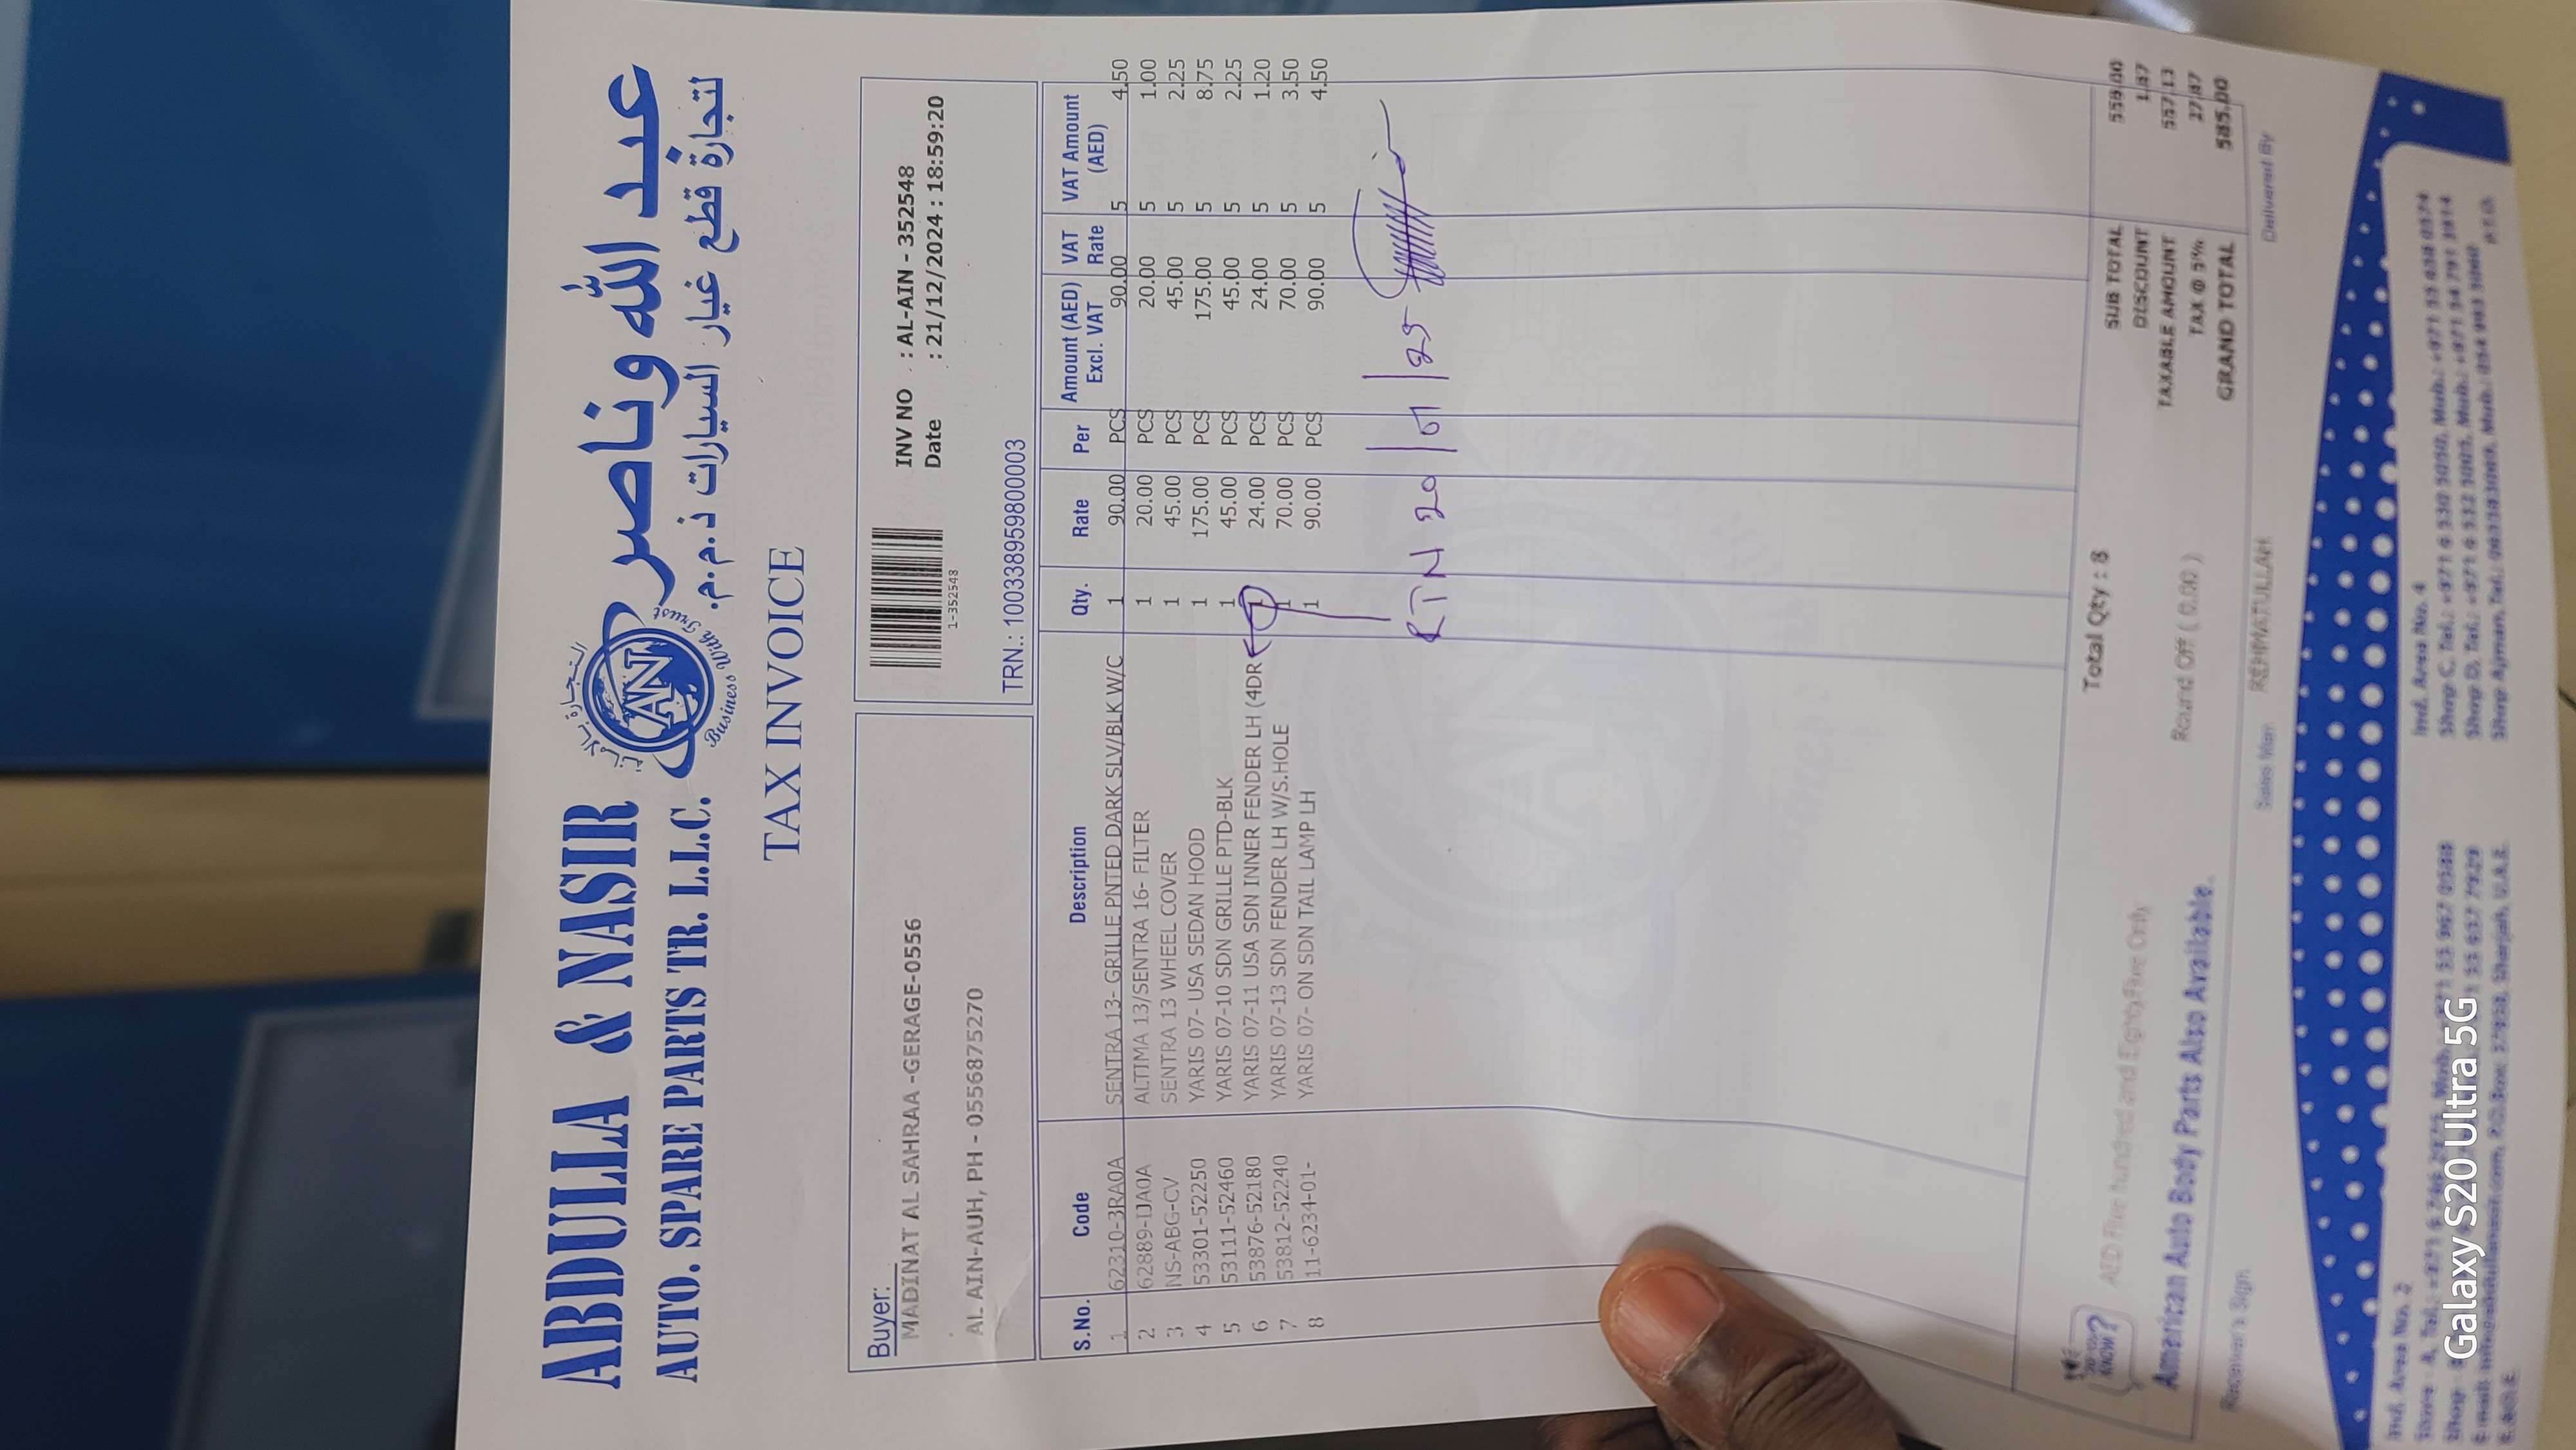 ABDULLA & NASIR
AUTO. SPARE PARTS TR. L.L.C.
عبد الله وناصر
لتجارة قطع غيار السيارات ذ.م.م.
AN
Business With Trust
TAX INVOICE
Buyer:
MADINAT AL SAHRAA -GERAGE-0556
AL AIN-AUH, PH - 0556875270
1-352548
INV NO : AL-AIN - 352548
Date : 21/12/2024 : 18:59:20
TRN.: 100338959800003
S.No. Code Description Qty. Rate Per Amount (AED) Excl. VAT VAT Rate VAT Amount (AED)
1 62310-3RA0A SENTRA 13- GRILLE PNTED DARK SLV/BLK W/C 1 90.00 PCS 90.00 5 4.50
2 62889-1JA0A ALTIMA 13/SENTRA 16- FILTER 1 20.00 PCS 20.00 5 1.00
3 NS-ABG-CV SENTRA 13 WHEEL COVER 1 45.00 PCS 45.00 5 2.25
4 53301-52250 YARIS 07- USA SEDAN HOOD 1 175.00 PCS 175.00 5 8.75
5 53111-52460 YARIS 07-10 SDN GRILLE PTD-BLK 1 45.00 PCS 45.00 5 2.25
6 53876-52180 YARIS 07-11 USA SDN INNER FENDER LH (4DR 1 24.00 PCS 24.00 5 1.20
7 53812-52240 YARIS 07-13 SDN FENDER LH W/S.HOLE 1 70.00 PCS 70.00 5 3.50
8 11-6234-01- YARIS 07- ON SDN TAIL LAMP LH 1 90.00 PCS 90.00 5 4.50
RTN 20/01/25
Total Qty : 8
SUB TOTAL 559.00
DISCOUNT 1.87
TAXABLE AMOUNT 557.13
TAX @ 5% 27.87
GRAND TOTAL 585.00
AED Five hundred and Eighty Five Only
Round Off ( 0.00 )
DO YOU KNOW?
American Auto Body Parts Also Available.
Receiver's Sign
Sales Man REHMATULLAH
Delivered By
Ind. Area No. 2
Ind. Area No. 4
Galaxy S20 Ultra 5G